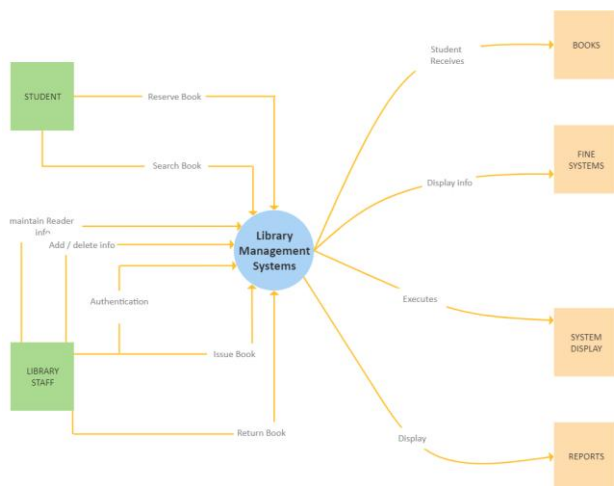 BOOKS
Student
Receives
STUDENT
Reserve Book
FINE
SYSTEMS
Search Book
Display Info
maintain Reader
info
Add / delete info
Library
Management
Systems
Authentication
Executes
SYSTEM
DISPLAY
Issue Book
LIBRARY
STAFF
Return Book
Display
REPORTS